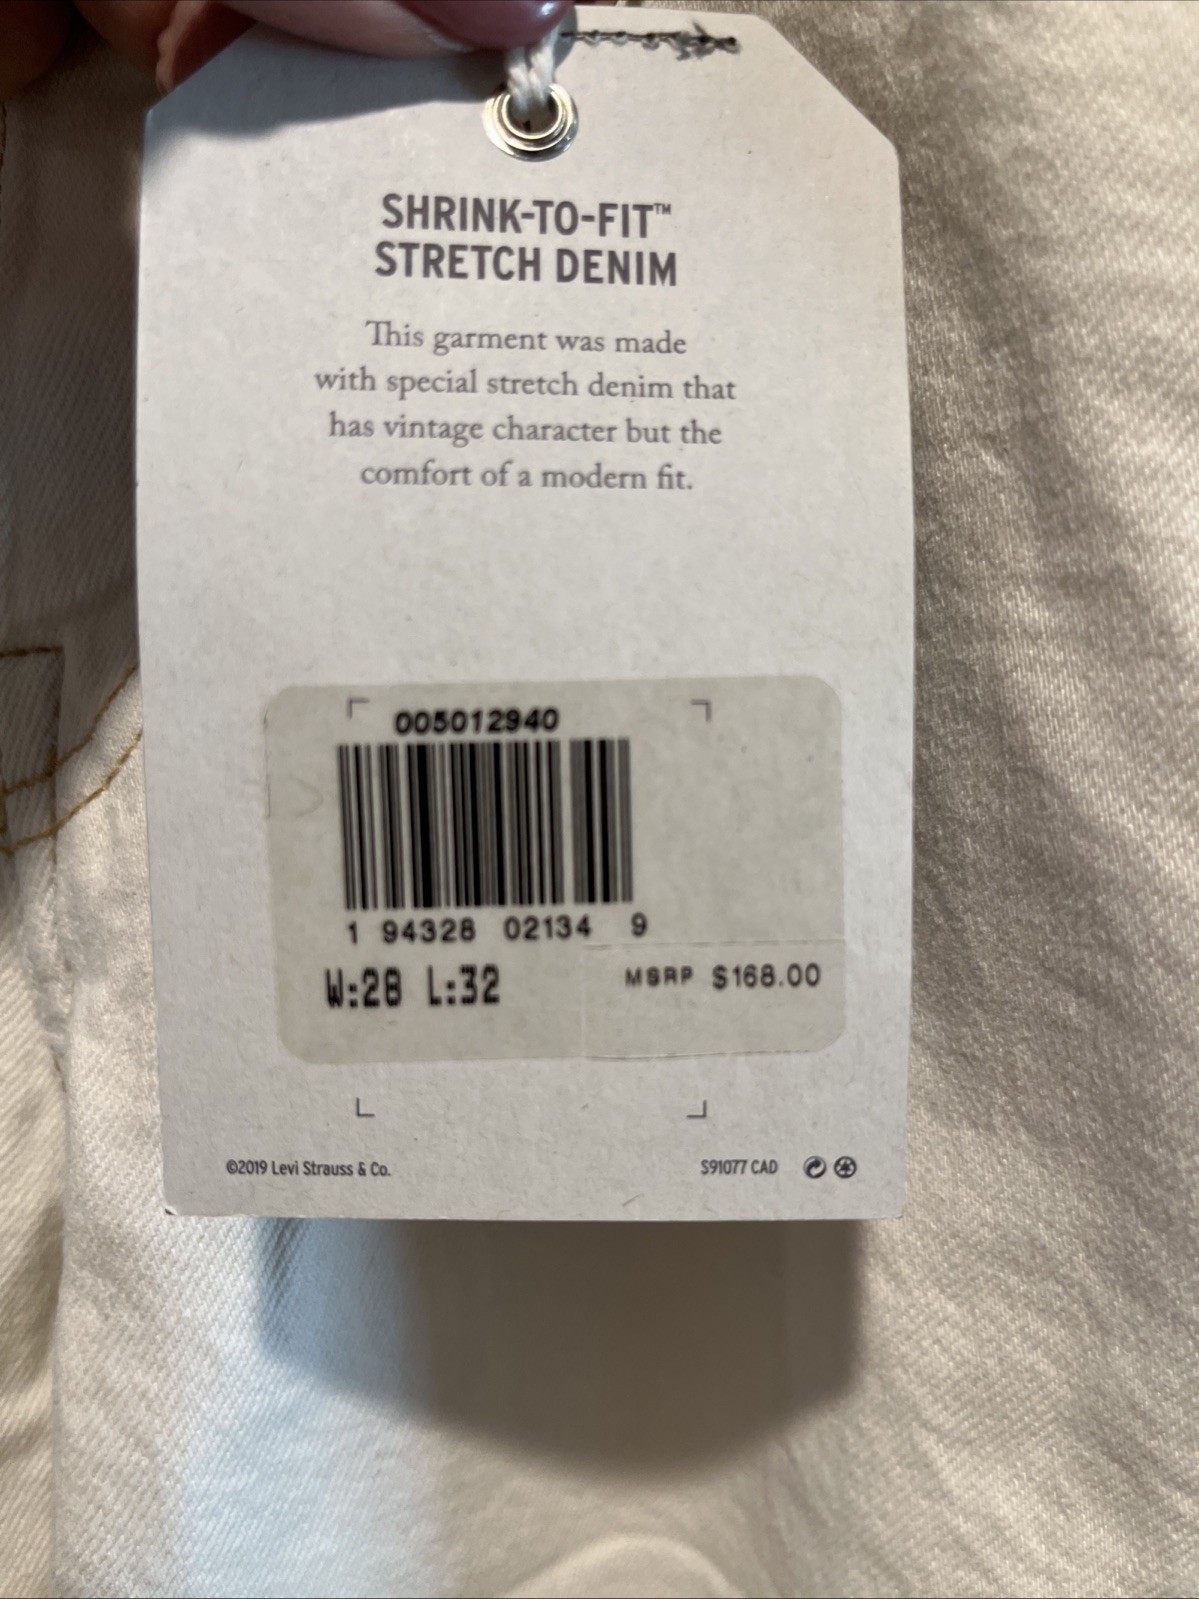 SHRINK-TO-FIT™
STRETCH DENIM
This garment was made
with special stretch denim that
has vintage character but the
comfort of a modern fit.
005012940
1 94328 02134 9
W:28 L:32 MSRP $168.00
©2019 Levi Strauss & Co. S91077 CAD